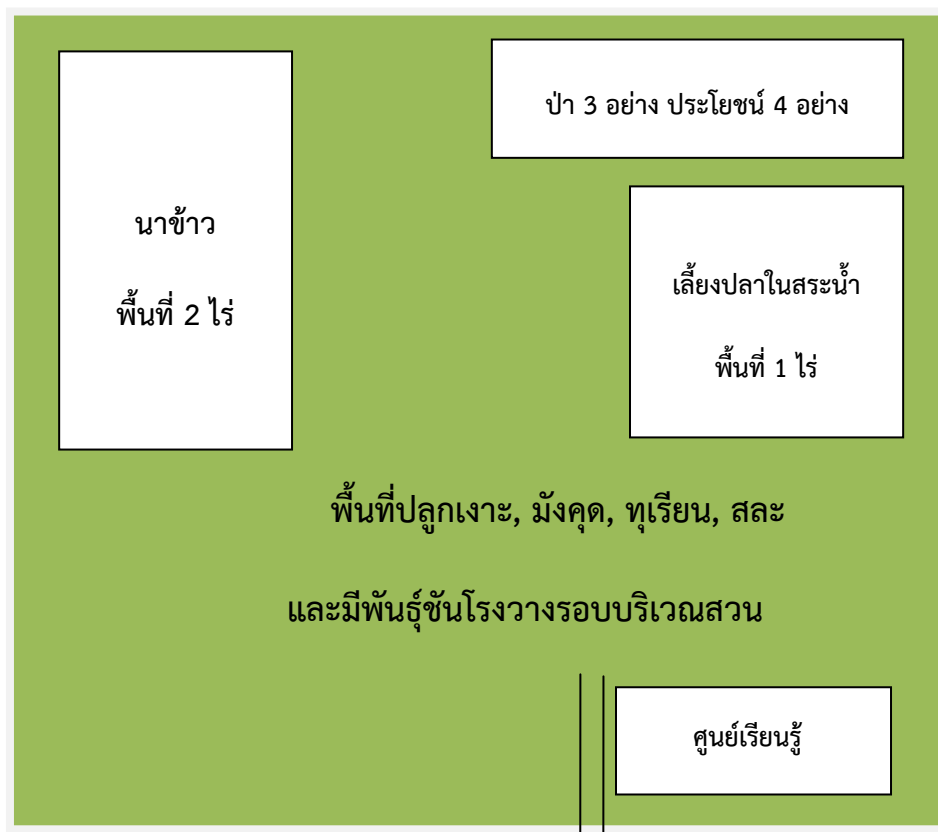 ป่า 3 อย่าง ประโยชน์ 4 อย่าง
นาข้าว
พื้นที่ 2 ไร่
เลี้ยงปลาในสระน้ำ
พื้นที่ 1 ไร่
พื้นที่ปลูกเงาะ, มังคุด, ทุเรียน, สละ
และมีพันธุ์ชันโรงวางรอบบริเวณสวน
ศูนย์เรียนรู้